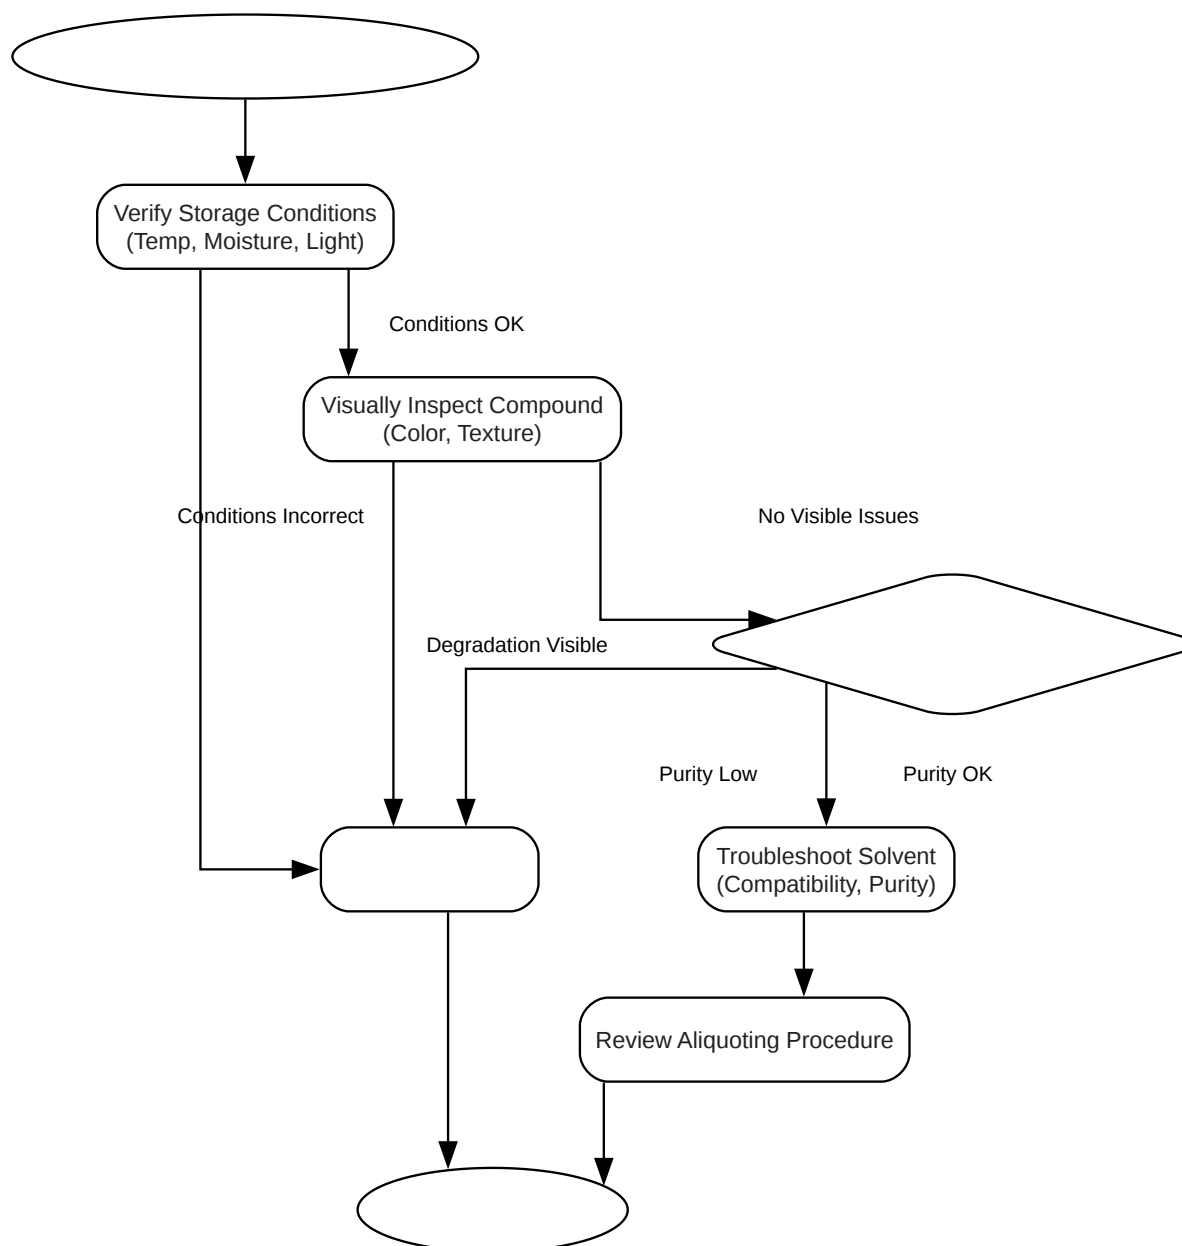 Verify Storage Conditions
(Temp, Moisture, Light)
Conditions OK
Visually Inspect Compound
(Color, Texture)
Conditions Incorrect
No Visible Issues
Degradation Visible
Purity Low
Purity OK
Troubleshoot Solvent
(Compatibility, Purity)
Review Aliquoting Procedure